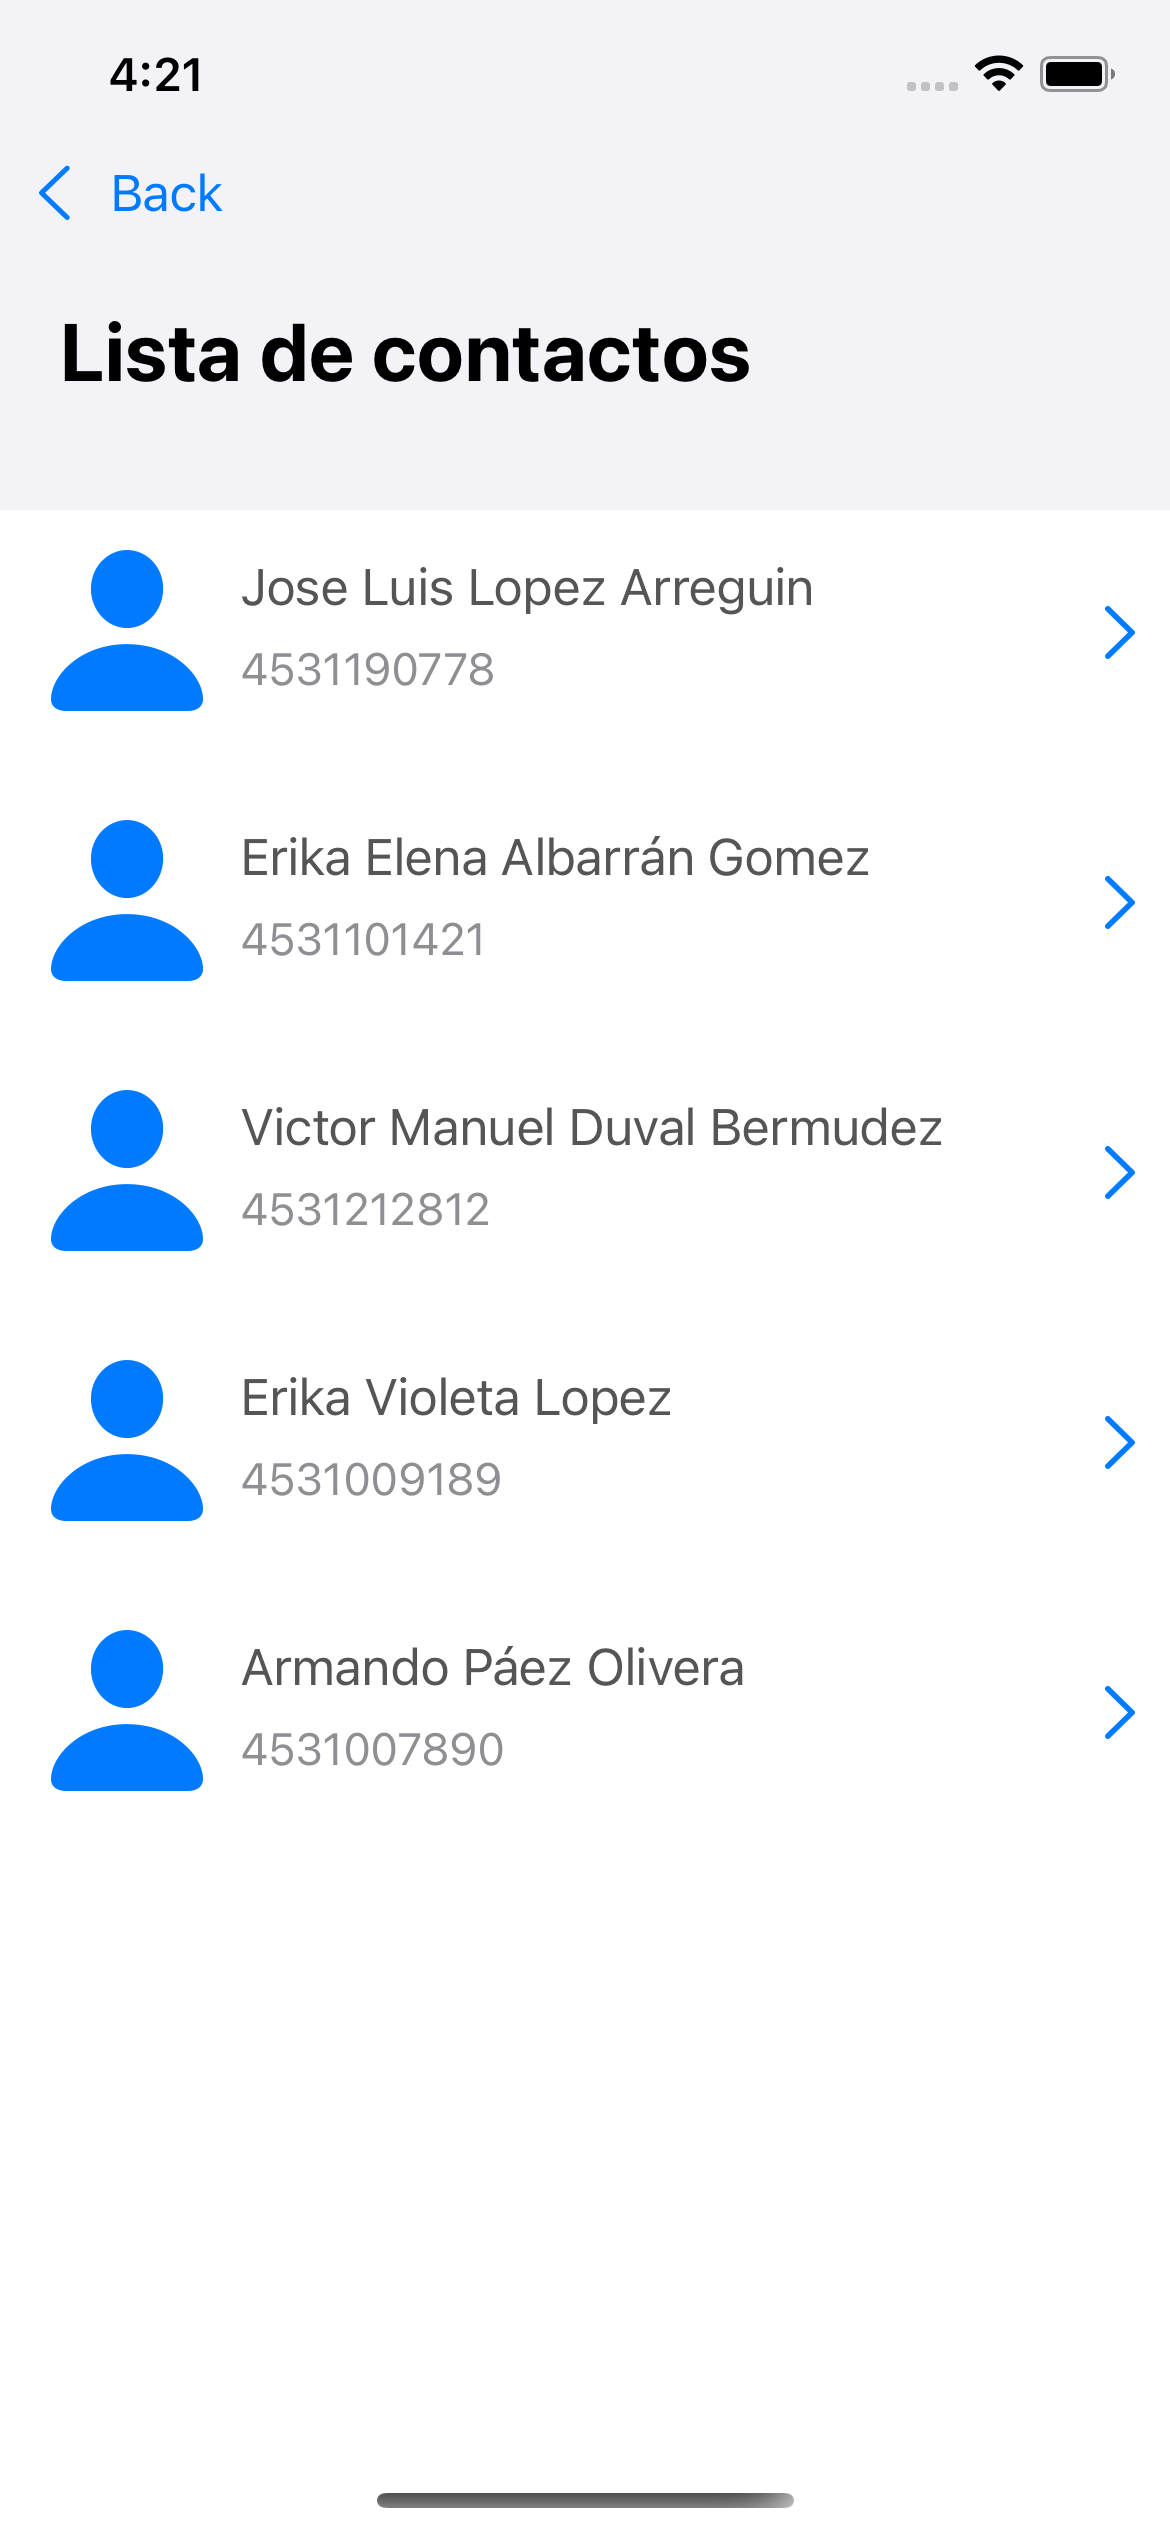 4:21
Back
Lista de contactos
Jose Luis Lopez Arreguin
4531190778
Erika Elena Albarrán Gomez
4531101421
Victor Manuel Duval Bermudez
4531212812
Erika Violeta Lopez
4531009189
Armando Páez Olivera
4531007890